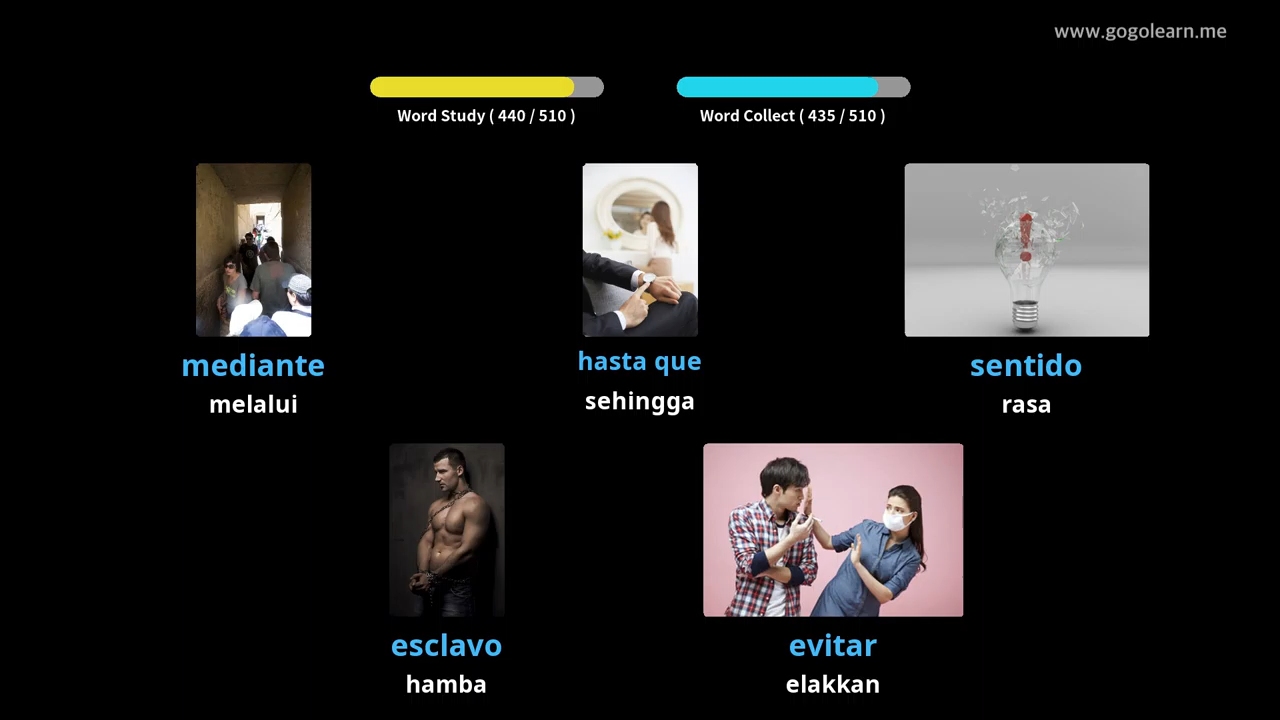 www.gogolearn.me
Word Study ( 440 / 510 )
Word Collect ( 435 / 510 )
mediante
melalui
hasta que
sehingga
sentido
rasa
esclavo
hamba
evitar
elakkan